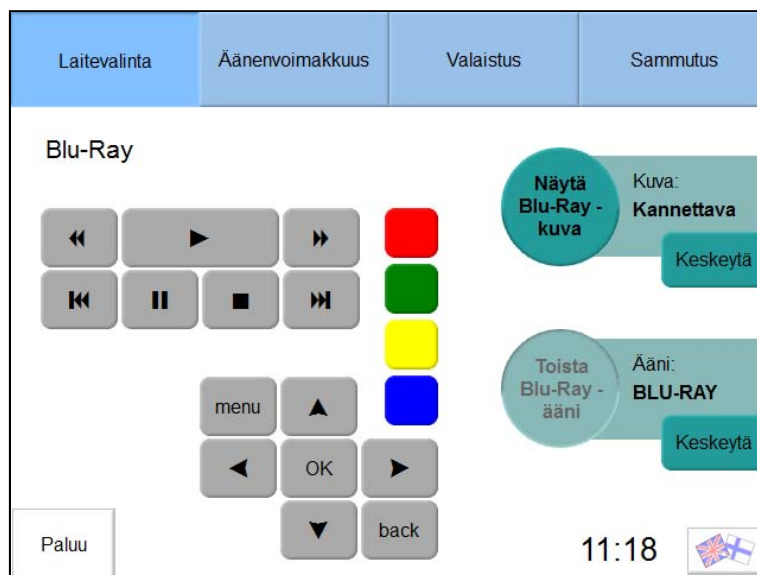 Laitevalinta
Äänenvoimakkuus
Valaistus
Sammutus
Blu-Ray
Näytä
Blu-Ray -
kuva
Kuva:
Kannettava
Keskeytä
Toista
Blu-Ray -
ääni
Ääni:
BLU-RAY
Keskeytä
menu
OK
back
Paluu
11:18